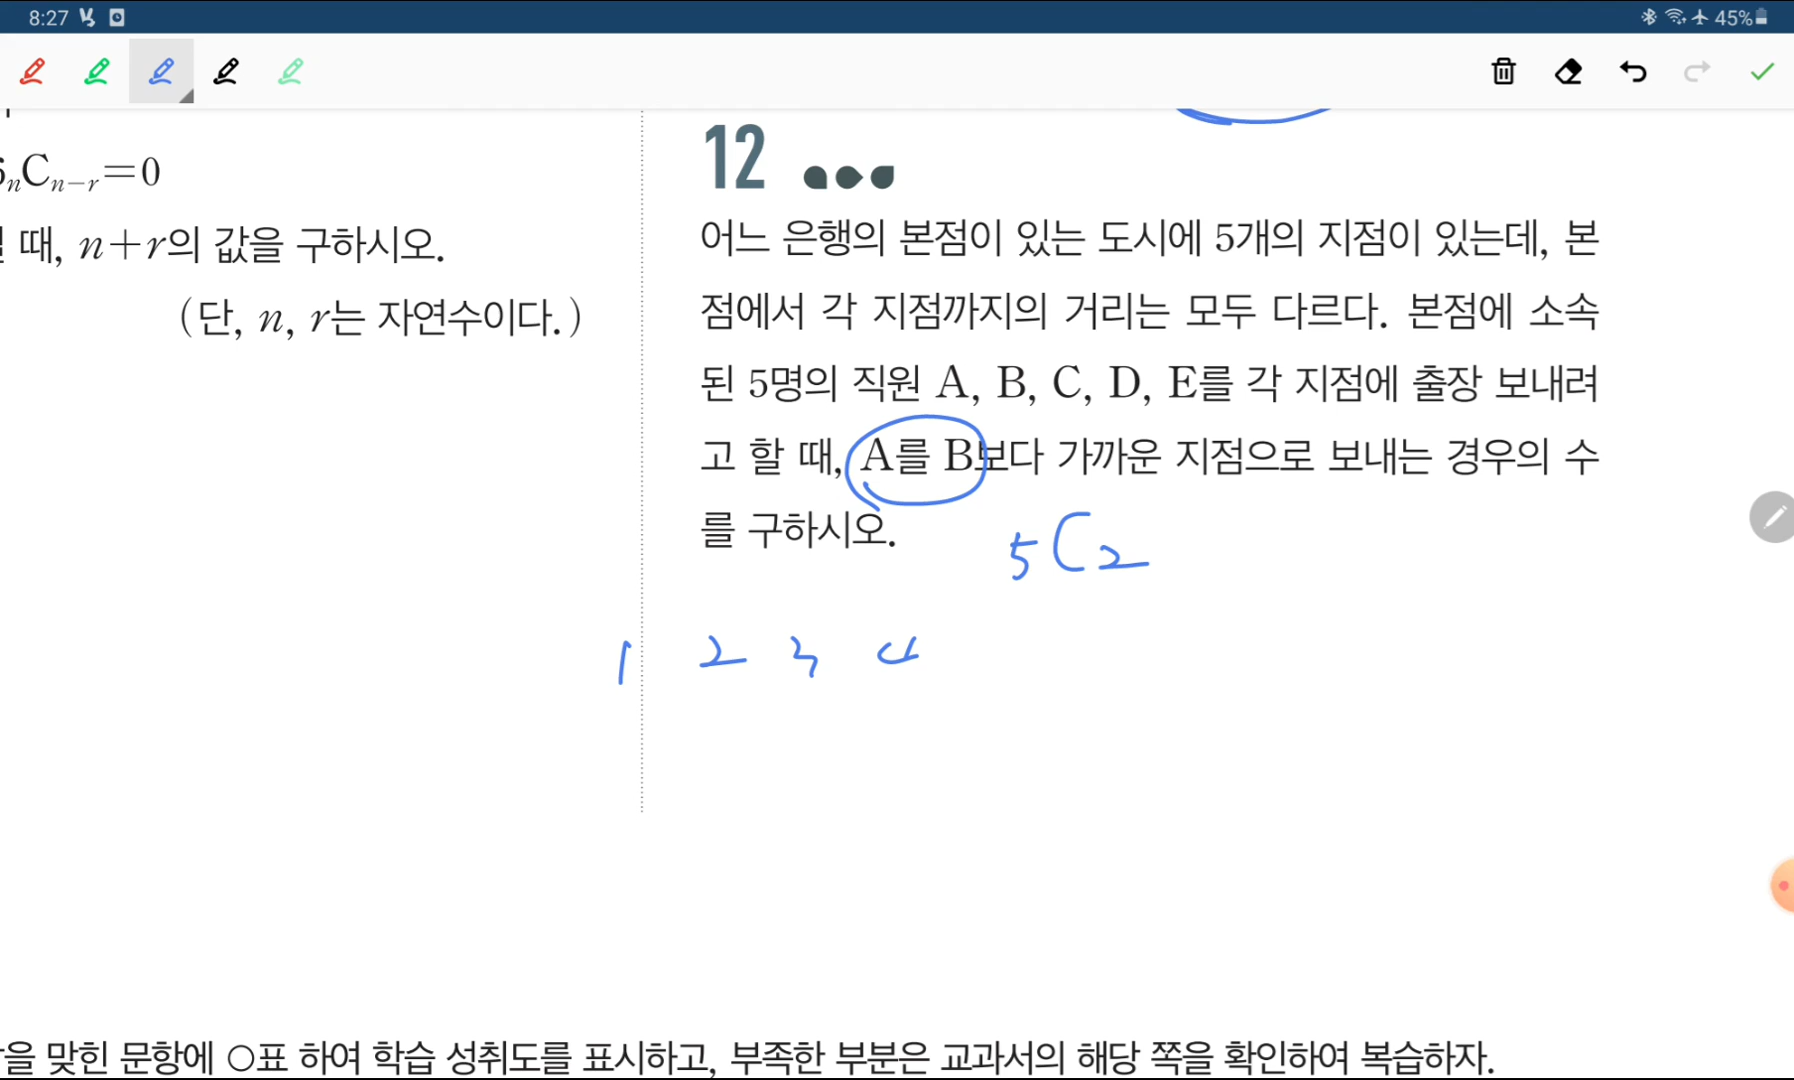 8:27
45%
₆ₙCₙ₋ᵣ=0
때, n+r의 값을 구하시오.
(단, n, r는 자연수이다.)
12
어느 은행의 본점이 있는 도시에 5개의 지점이 있는데, 본
점에서 각 지점까지의 거리는 모두 다르다. 본점에 소속
된 5명의 직원 A, B, C, D, E를 각 지점에 출장 보내려
고 할 때, A를 B보다 가까운 지점으로 보내는 경우의 수
를 구하시오.
₅C₂
1 2 3 4
을 맞힌 문항에 ○표 하여 학습 성취도를 표시하고, 부족한 부분은 교과서의 해당 쪽을 확인하여 복습하자.